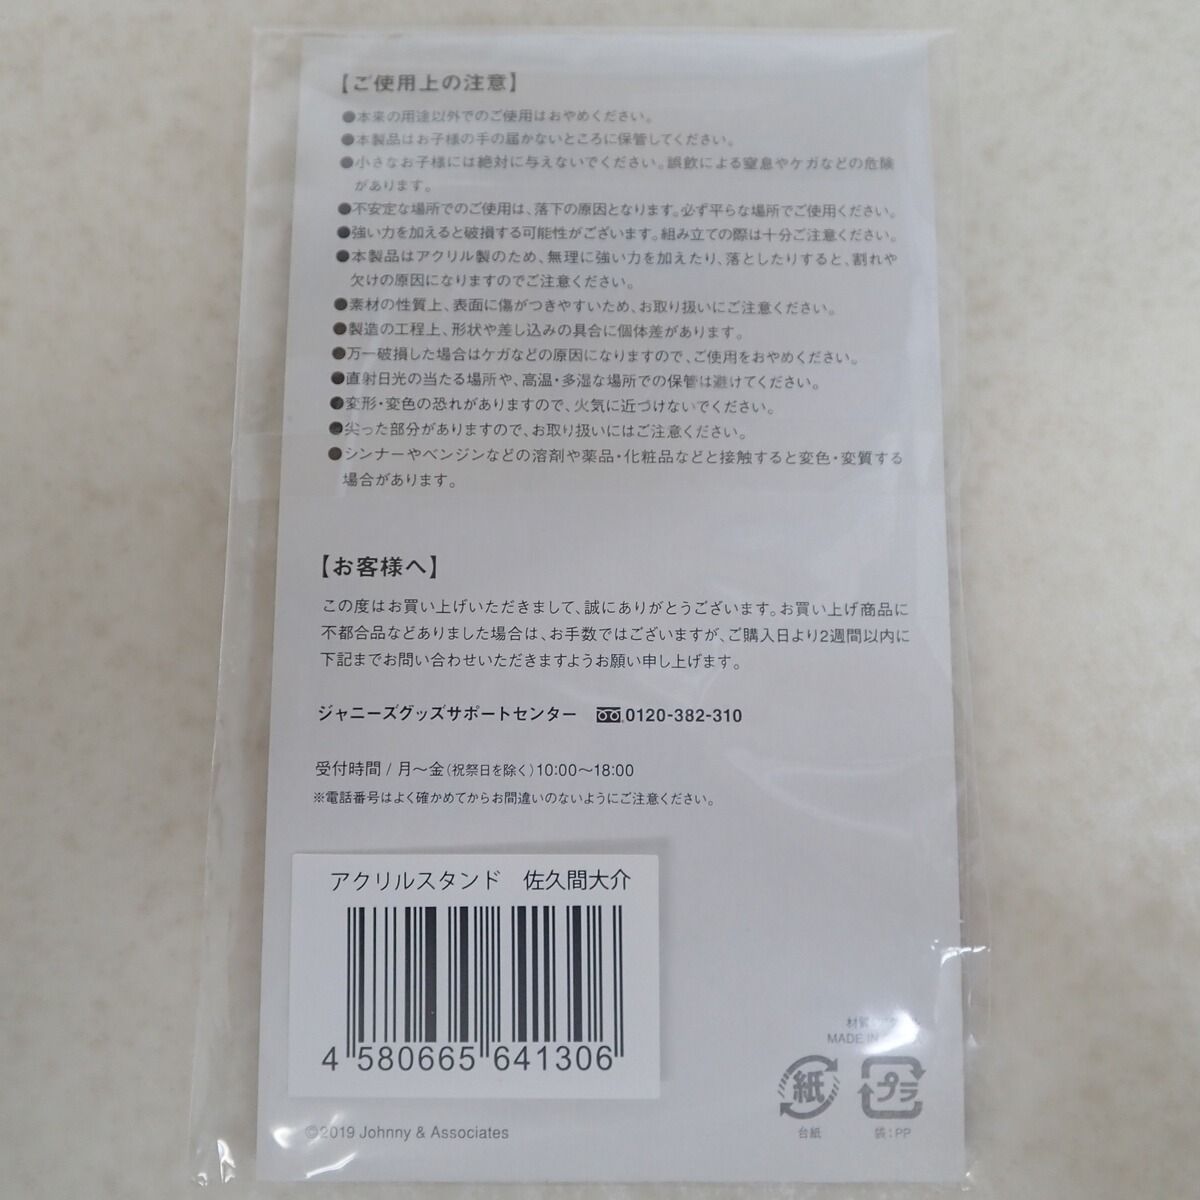 【ご使用上の注意】
●本来の用途以外でのご使用はおやめください。
●本製品はお子様の手の届かないところに保管してください。
●小さなお子様には絶対に与えないでください。誤飲による窒息やケガなどの危険
があります。
●不安定な場所でのご使用は、落下の原因となります。必ず平らな場所でご使用ください。
●強い力を加えると破損する可能性がございます。組み立ての際は十分ご注意ください。
●本製品はアクリル製のため、無理に強い力を加えたり、落としたりすると、割れや
欠けの原因になりますのでご注意ください。
●素材の性質上、表面に傷がつきやすいため、お取り扱いにご注意ください。
●製造の工程上、形状や差し込みの具合に個体差があります。
●万一破損した場合はケガなどの原因になりますので、ご使用をおやめください。
●直射日光の当たる場所や、高温・多湿な場所での保管は避けてください。
●変形・変色の恐れがありますので、火気に近づけないでください。
●尖った部分がありますので、お取り扱いにはご注意ください。
●シンナーやベンジンなどの溶剤や薬品・化粧品などと接触すると変色・変質する
場合があります。
【お客様へ】
この度はお買い上げいただきまして、誠にありがとうございます。お買い上げ商品に
不都合品などありました場合は、お手数ではございますが、ご購入日より2週間以内に
下記までお問い合わせいただきますようお願い申し上げます。
ジャニーズグッズサポートセンター 0120-382-310
受付時間 / 月〜金(祝祭日を除く)10:00〜18:00
※電話番号はよく確かめてからお間違いのないようにご注意ください。
アクリルスタンド 佐久間大介
4 580665 641306
材質
MADE IN
紙 プラ
台紙 袋:PP
©2019 Johnny & Associates